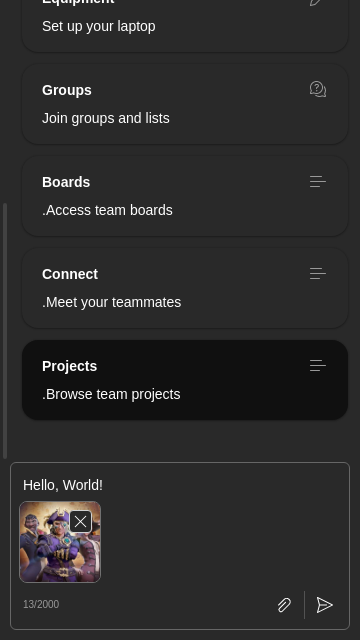 Equipment
Set up your laptop
Groups
Join groups and lists
Boards
.Access team boards
Connect
.Meet your teammates
Projects
.Browse team projects
Hello, World!
13/2000